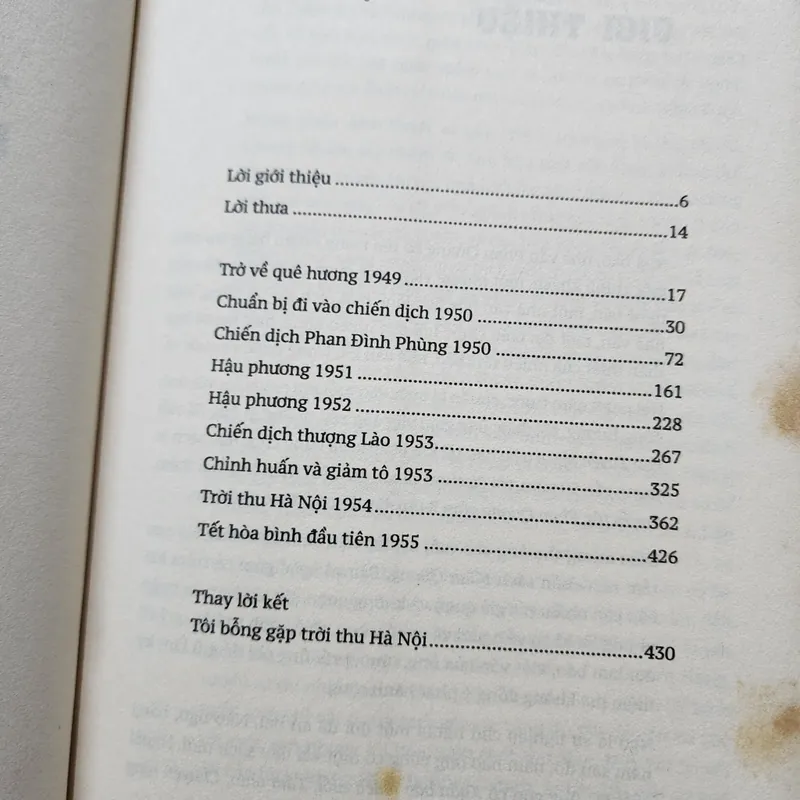 Lời giới thiệu ........................................................................6
Lời thưa ..............................................................................14
Trở về quê hương 1949 ....................................................17
Chuẩn bị đi vào chiến dịch 1950 ......................................30
Chiến dịch Phan Đình Phùng 1950 ...................................72
Hậu phương 1951 ............................................................161
Hậu phương 1952 ............................................................228
Chiến dịch thượng Lào 1953.............................................267
Chỉnh huấn và giảm tô 1953 ............................................325
Trời thu Hà Nội 1954.........................................................362
Tết hòa bình đầu tiên 1955 ..............................................426
Thay lời kết
Tôi bỗng gặp trời thu Hà Nội.............................................430